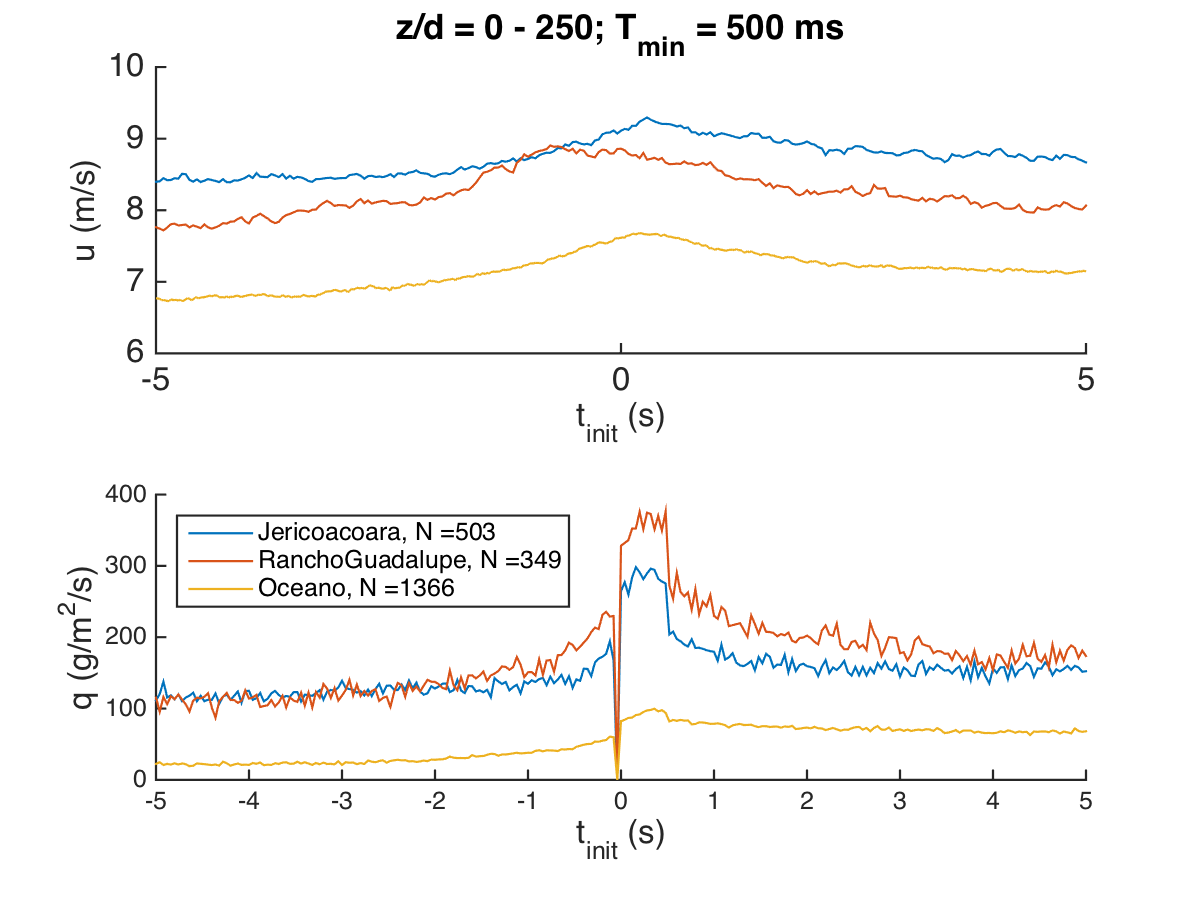 z/d = 0 - 250; T_min = 500 ms
10
9
8
7
6
u (m/s)
-5 0 5
t_init (s)
400
300
200
100
0
q (g/m^2/s)
Jericoacoara, N =503
RanchoGuadalupe, N =349
Oceano, N =1366
-5 -4 -3 -2 -1 0 1 2 3 4 5
t_init (s)